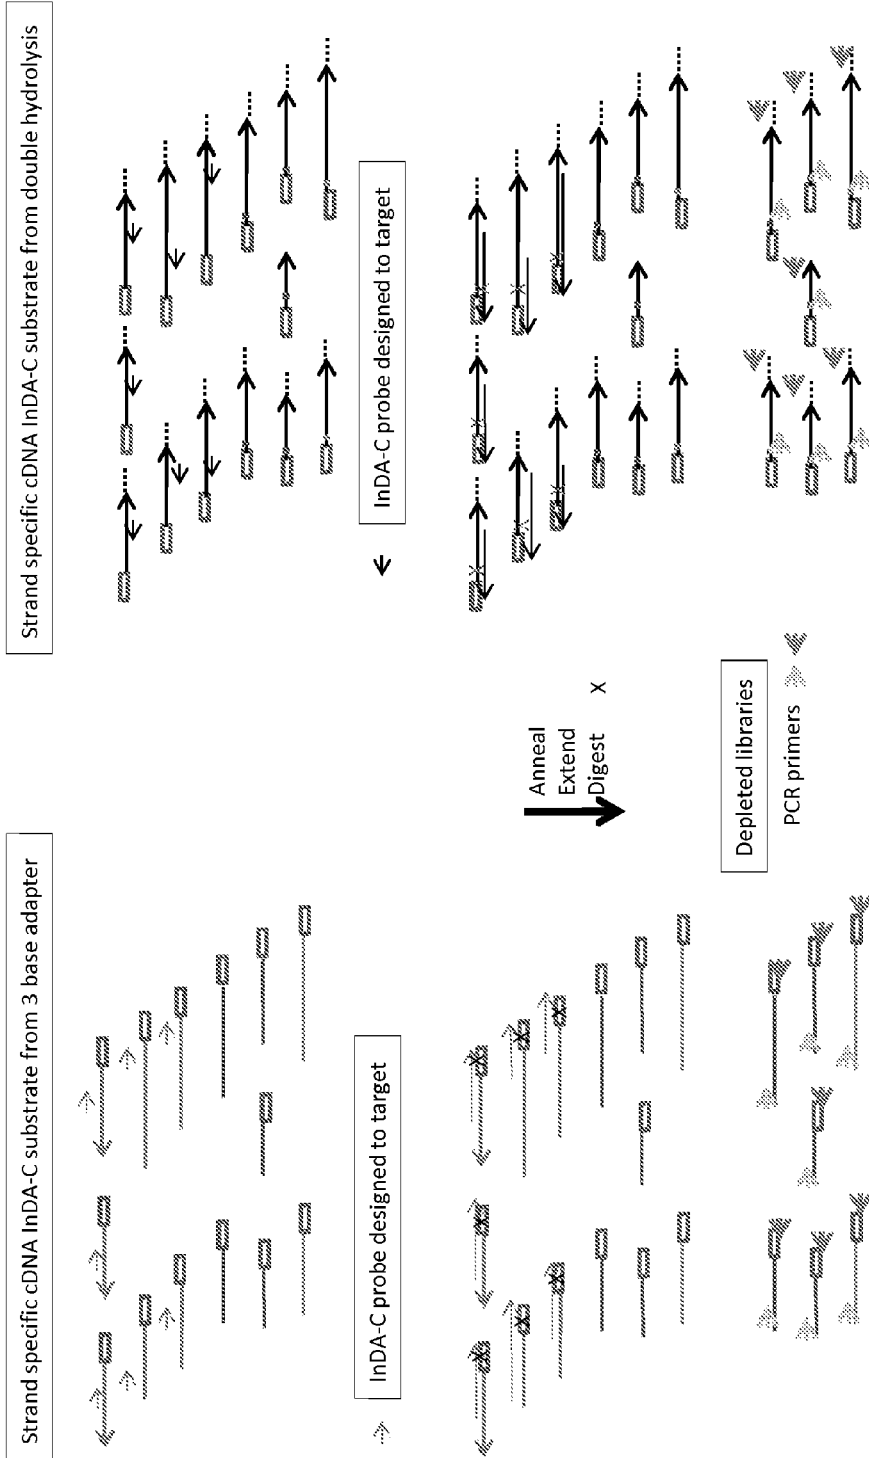 Strand specific cDNA InDA-C substrate from 3 base adapter
Strand specific cDNA InDA-C substrate from double hydrolysis
InDA-C probe designed to target
InDA-C probe designed to target
Anneal
Extend
Digest X
Depleted libraries
PCR primers